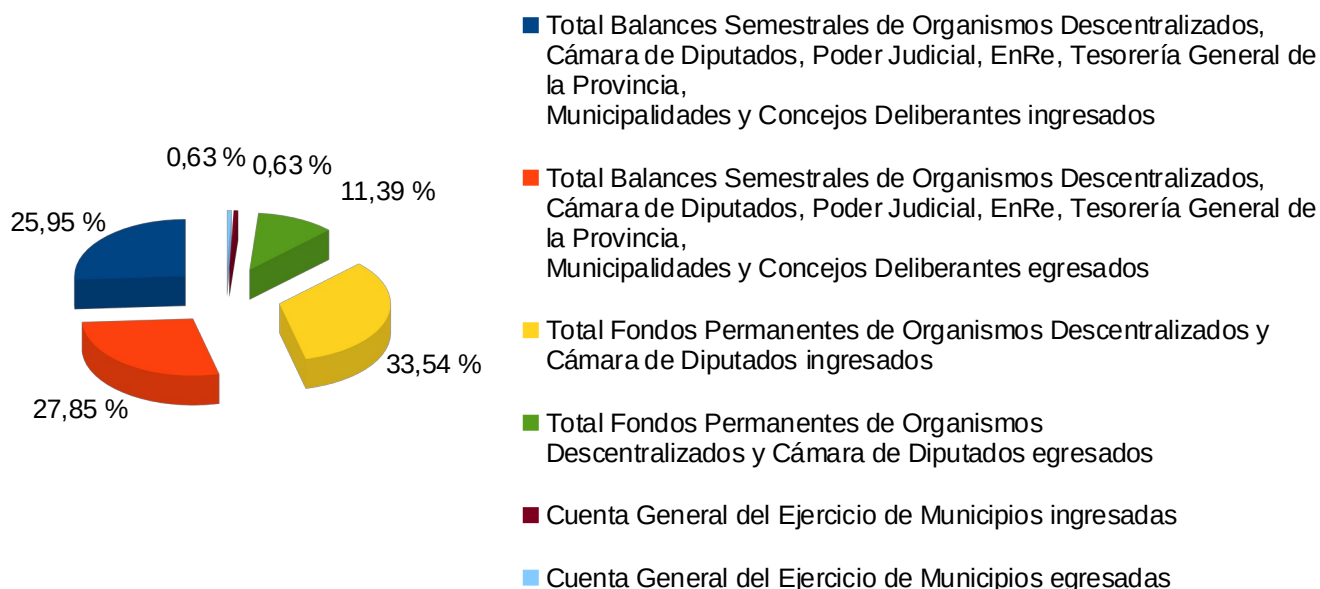 0,63 % 0,63 %
11,39 %
25,95 %
33,54 %
27,85 %
Total Balances Semestrales de Organismos Descentralizados,
Cámara de Diputados, Poder Judicial, EnRe, Tesorería General de
la Provincia,
Municipalidades y Concejos Deliberantes ingresados
Total Balances Semestrales de Organismos Descentralizados,
Cámara de Diputados, Poder Judicial, EnRe, Tesorería General de
la Provincia,
Municipalidades y Concejos Deliberantes egresados
Total Fondos Permanentes de Organismos Descentralizados y
Cámara de Diputados ingresados
Total Fondos Permanentes de Organismos
Descentralizados y Cámara de Diputados egresados
Cuenta General del Ejercicio de Municipios ingresadas
Cuenta General del Ejercicio de Municipios egresadas